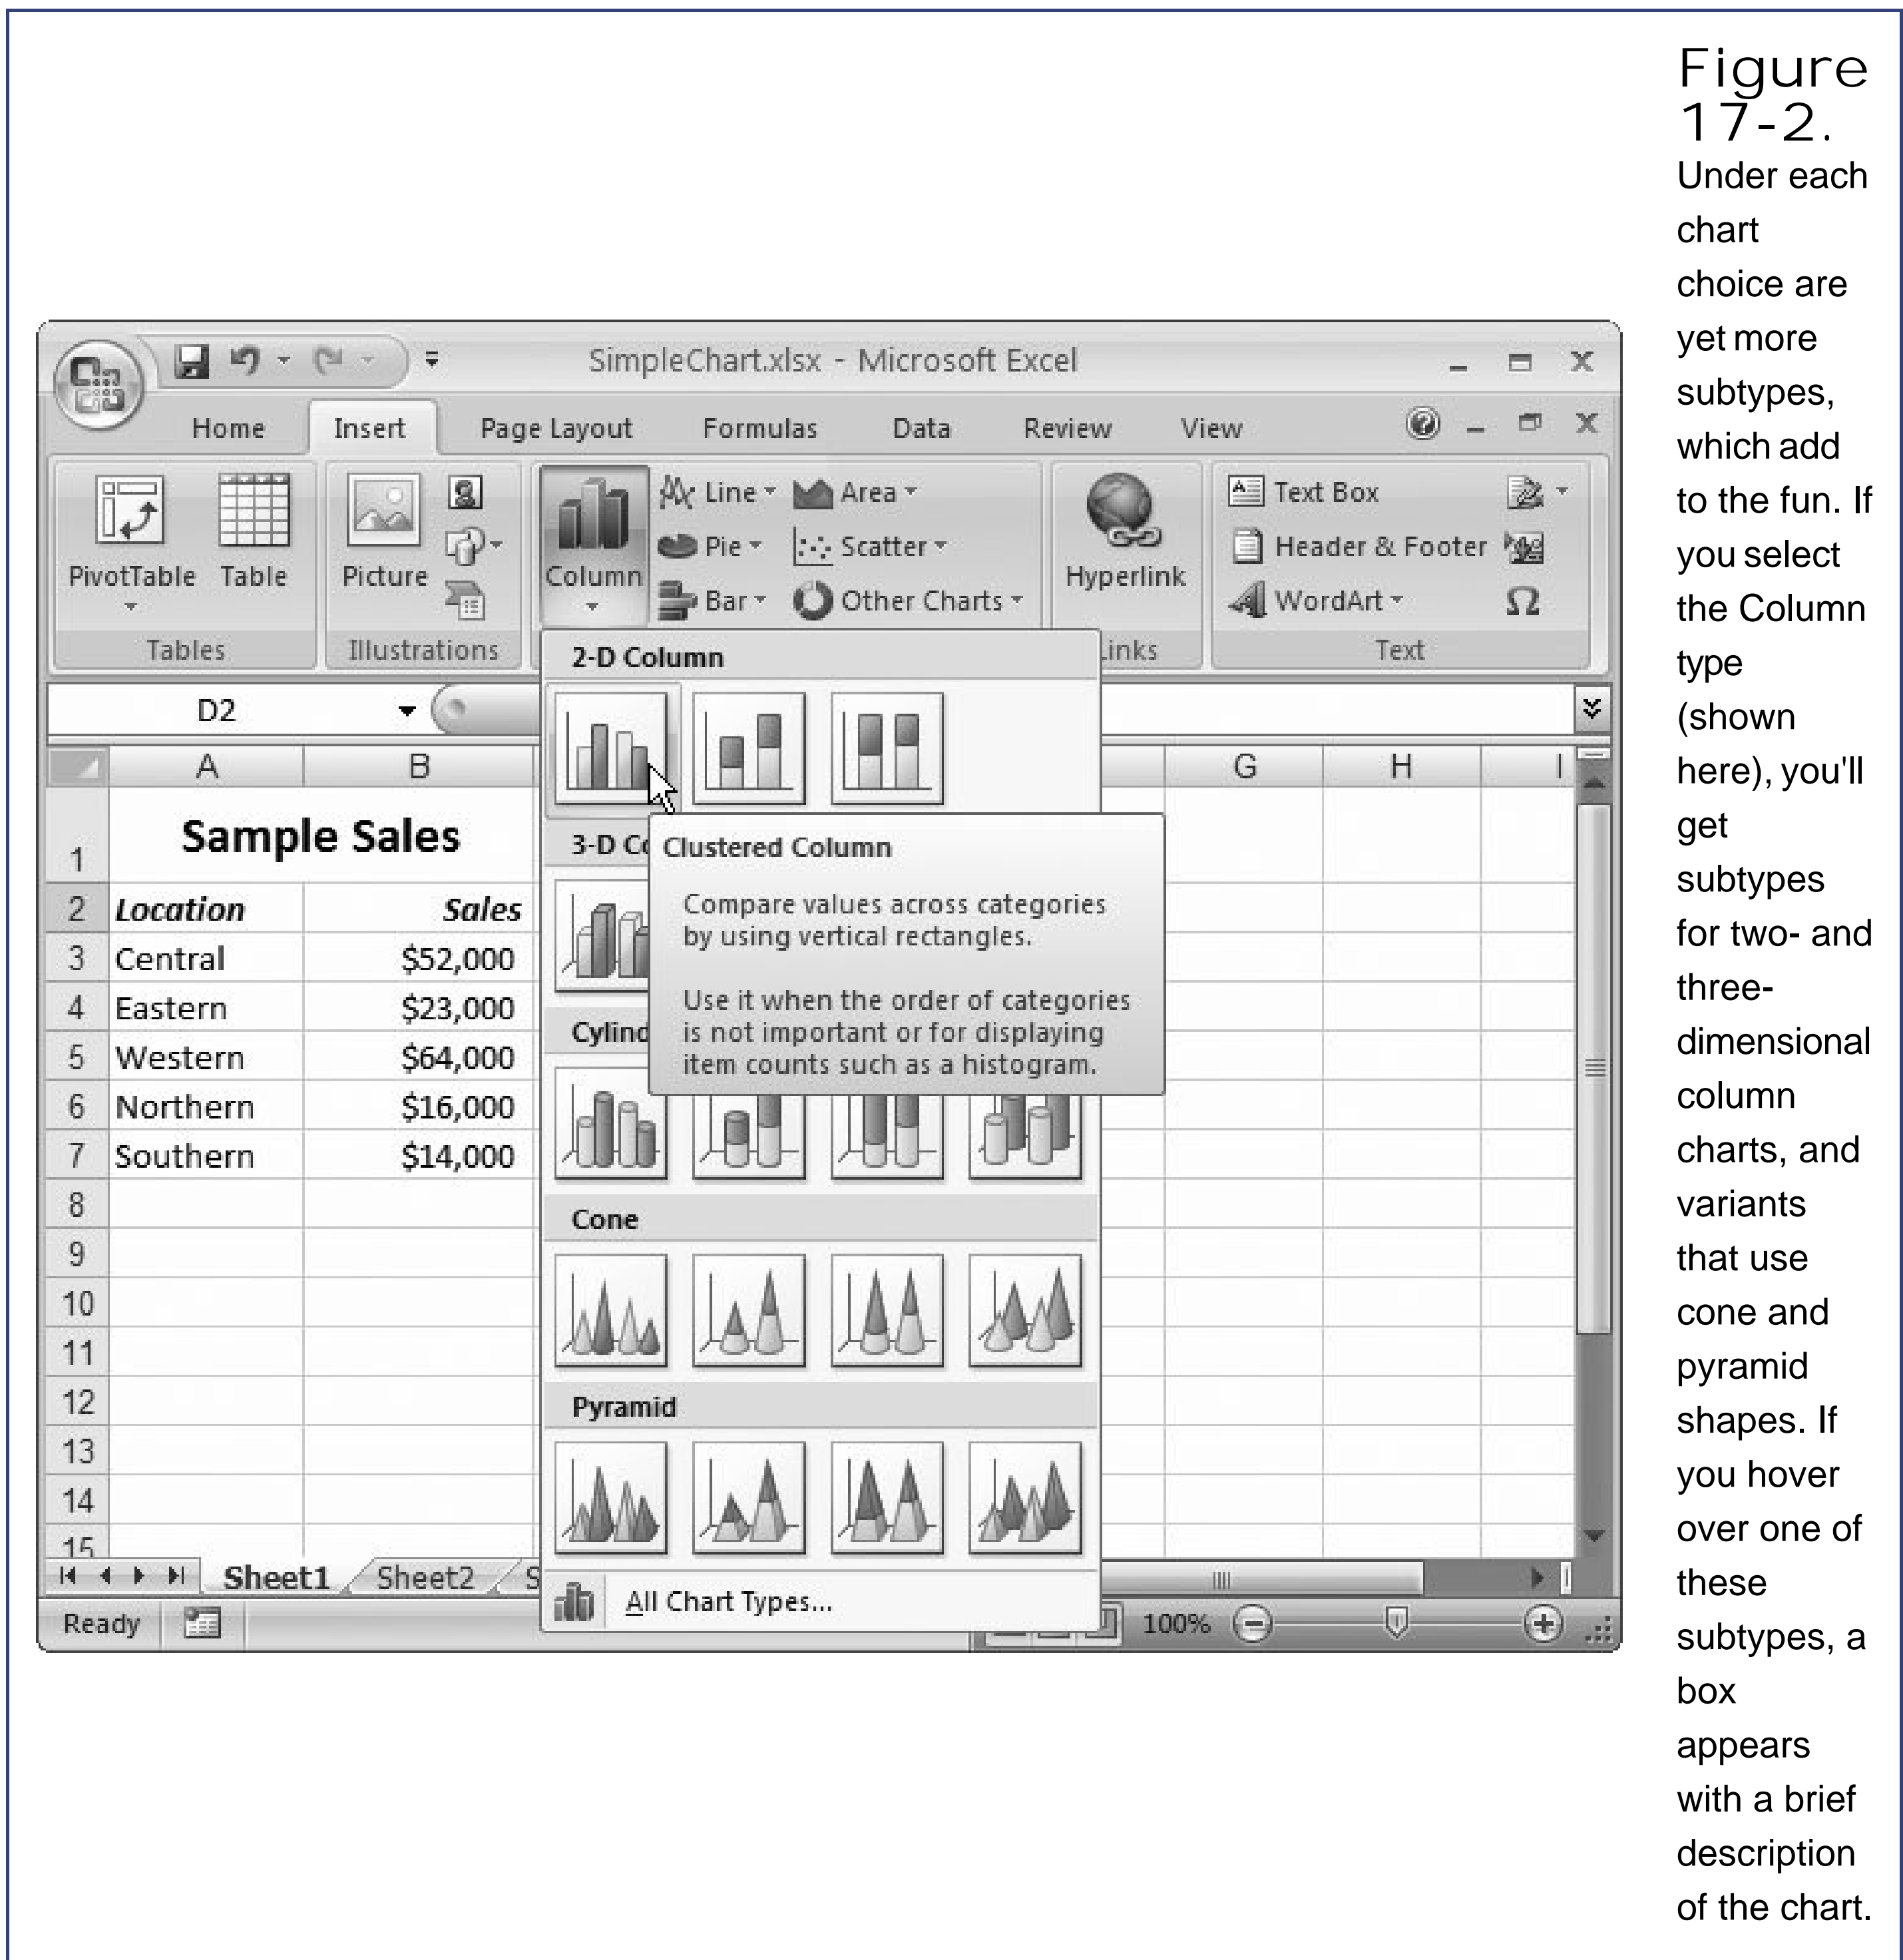 Figure
17-2.
Under each
chart
choice are
yet more
subtypes,
which add
to the fun. If
you select
the Column
type
(shown
here), you'll
get
subtypes
for two- and
three-
dimensional
column
charts, and
variants
that use
cone and
pyramid
shapes. If
you hover
over one of
these
subtypes, a
box
appears
with a brief
description
of the chart.
SimpleChart.xlsx - Microsoft Excel
Home Insert Page Layout Formulas Data Review View
PivotTable Table Picture Column Line Area Hyperlink Text Box
Pie Scatter Header & Footer
Bar Other Charts WordArt Ω
Tables Illustrations inks Text
2-D Column
D2
A B G H I
1 Sample Sales
3-D Co
Clustered Column
Compare values across categories
by using vertical rectangles.
Use it when the order of categories
is not important or for displaying
item counts such as a histogram.
2 Location Sales
3 Central $52,000
4 Eastern $23,000
5 Western $64,000
6 Northern $16,000
7 Southern $14,000
8
9
10
11
12
13
14
15
Cylind
Cone
Pyramid
All Chart Types...
Sheet1 Sheet2 S
Ready 100%